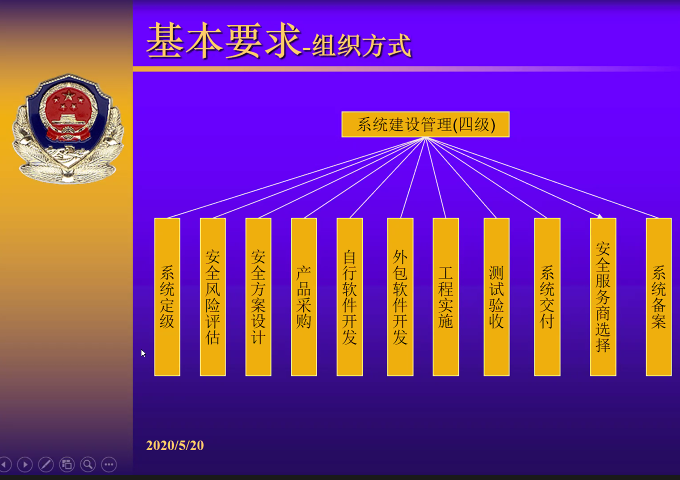 基本要求-组织方式
系统建设管理(四级)
系统定级
安全风险评估
安全方案设计
产品采购
自行软件开发
外包软件开发
工程实施
测试验收
系统交付
安全服务商选择
系统备案
2020/5/20